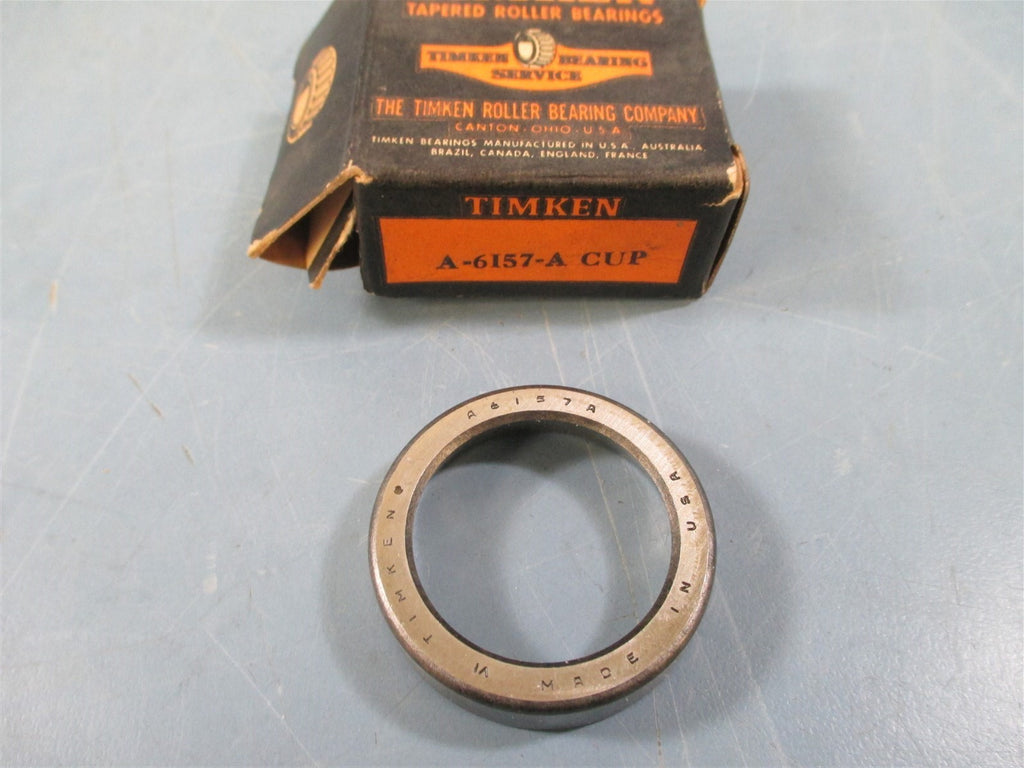 TAPERED ROLLER BEARINGS
TIMKEN BEARING
SERVICE
THE TIMKEN ROLLER BEARING COMPANY
CANTON·OHIO·U.S.A
TIMKEN BEARINGS MANUFACTURED IN U.S.A., AUSTRALIA,
BRAZIL, CANADA, ENGLAND, FRANCE
TIMKEN
A-6157-A CUP
A6157A
TIMKEN®
MADE IN USA